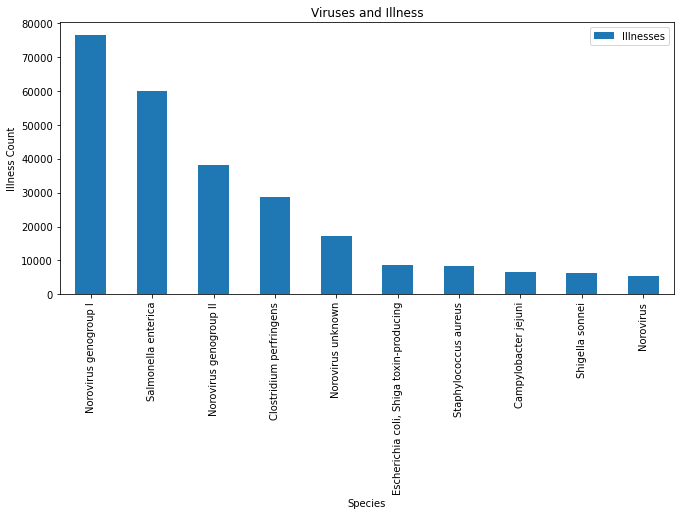 Viruses and Illness
Illnesses
Illness Count
80000
70000
60000
50000
40000
30000
20000
10000
0
Norovirus genogroup I
Salmonella enterica
Norovirus genogroup II
Clostridium perfringens
Norovirus unknown
Escherichia coli, Shiga toxin-producing
Staphylococcus aureus
Campylobacter jejuni
Shigella sonnei
Norovirus
Species